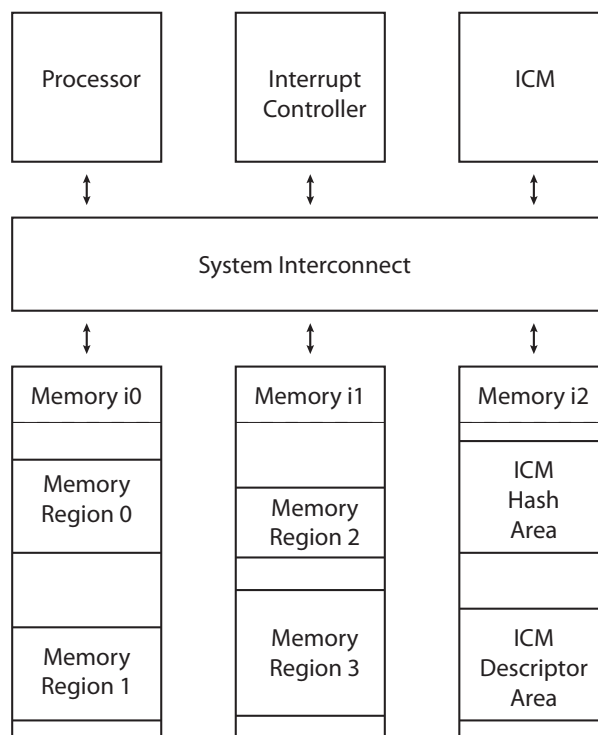 Processor
Interrupt
Controller
ICM
System Interconnect
Memory i0
Memory i1
Memory i2
Memory
Region 0
Memory
Region 2
ICM
Hash
Area
Memory
Region 1
Memory
Region 3
ICM
Descriptor
Area